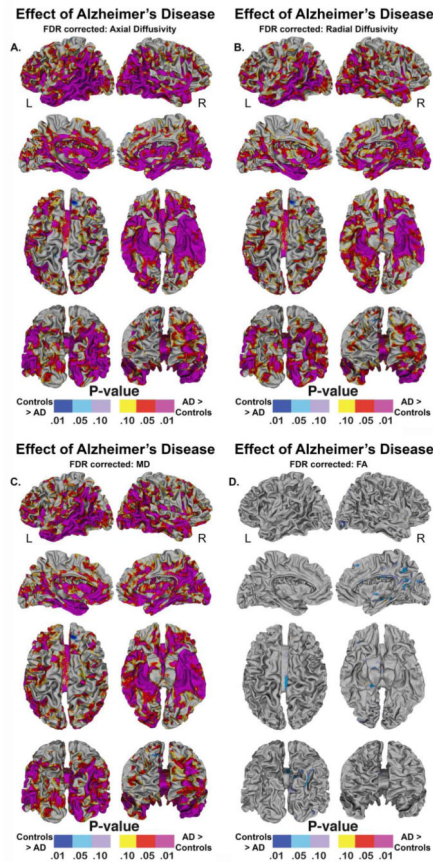 Effect of Alzheimer's Disease
FDR corrected: Axial Diffusivity
A.
L
R
P-value
Controls > AD
.01 .05 .10
.10 .05 .01
AD > Controls
Effect of Alzheimer's Disease
FDR corrected: Radial Diffusivity
B.
L
R
P-value
Controls > AD
.01 .05 .10
.10 .05 .01
AD > Controls
Effect of Alzheimer's Disease
FDR corrected: MD
C.
L
R
P-value
Controls > AD
.01 .05 .10
.10 .05 .01
AD > Controls
Effect of Alzheimer's Disease
FDR corrected: FA
D.
L
R
P-value
Controls > AD
.01 .05 .10
.10 .05 .01
AD > Controls